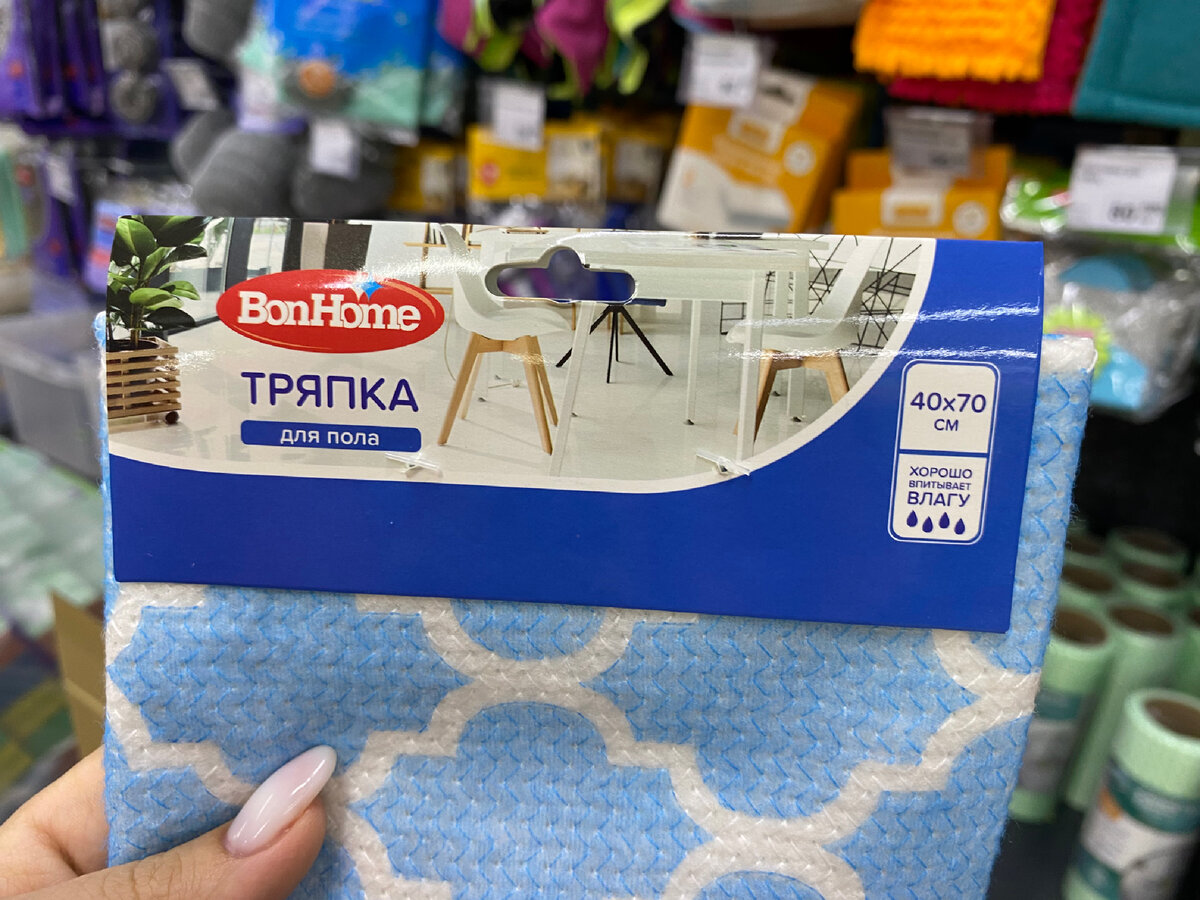 BonHome
ТРЯПКА
для пола
40x70
СМ
ХОРОШО
ВПИТЫВАЕТ
ВЛАГУ